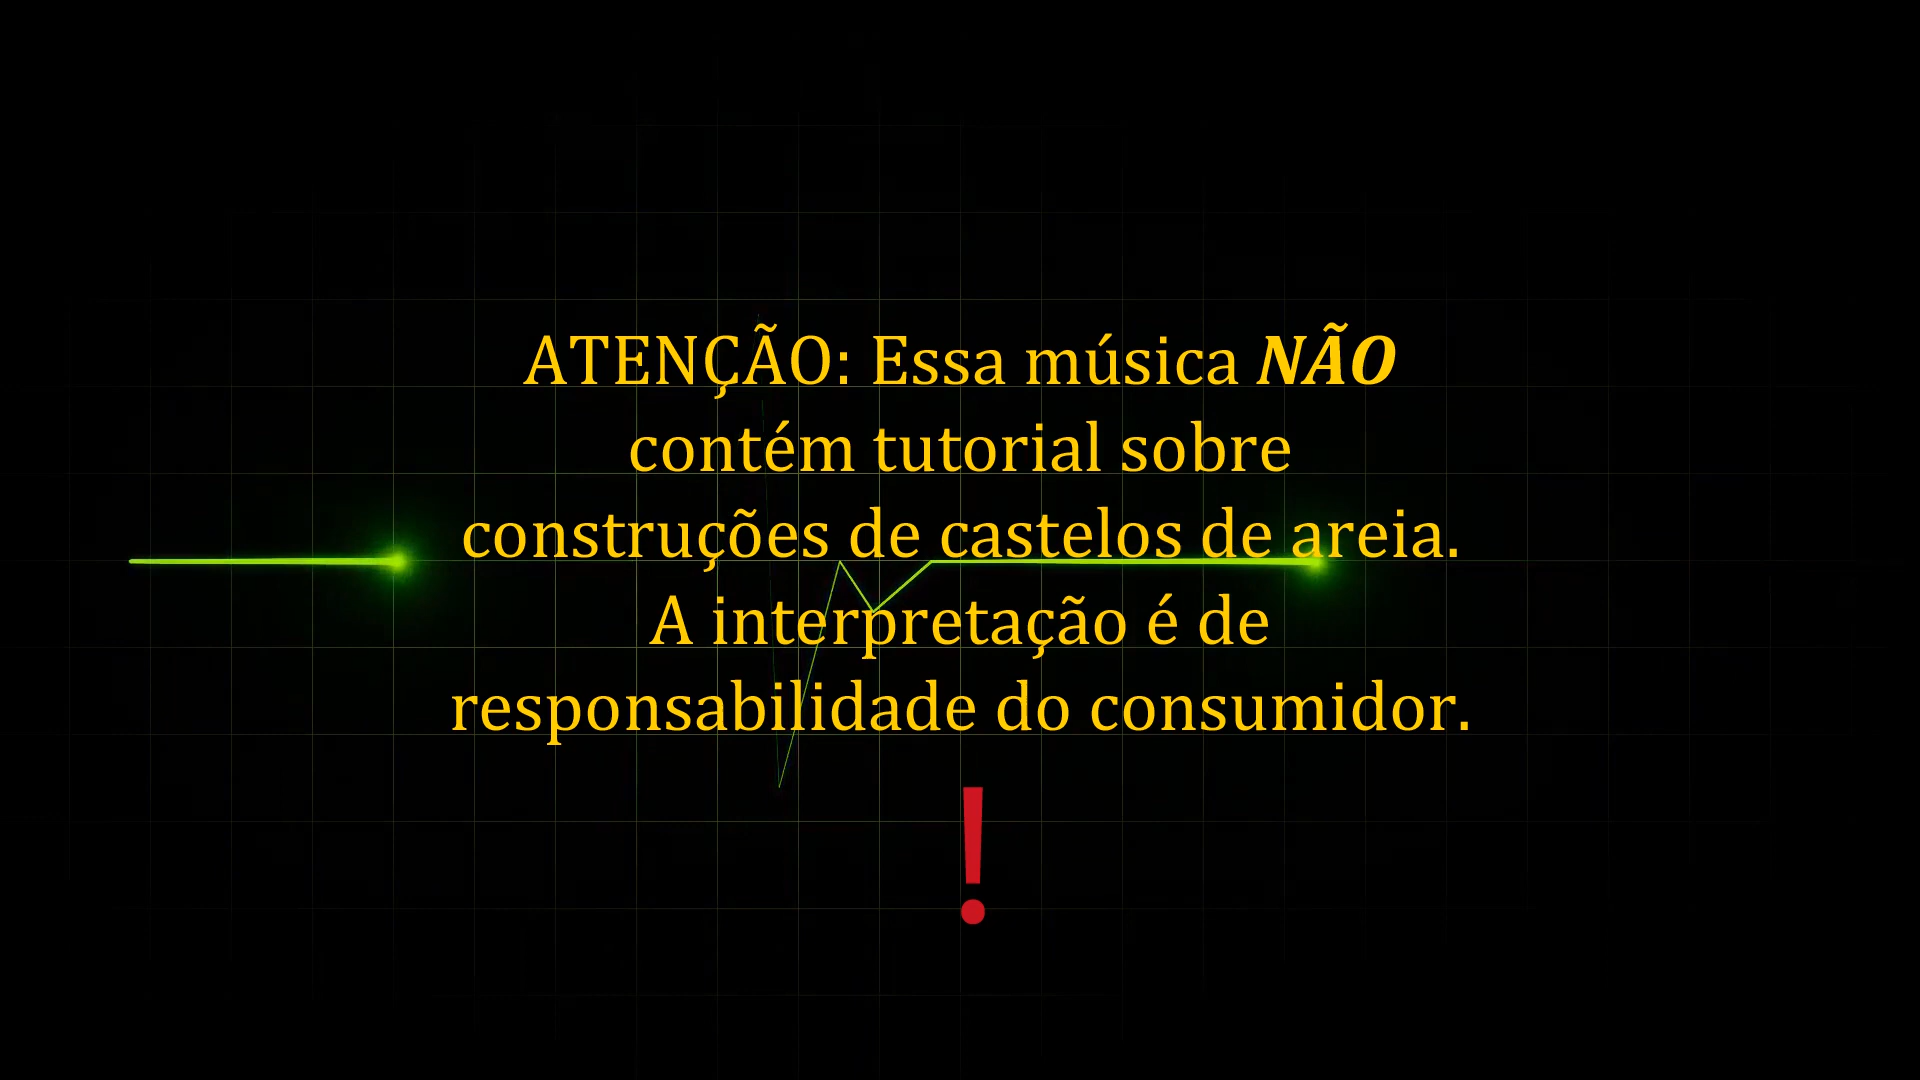 ATENÇÃO: Essa música NÃO
contém tutorial sobre
construções de castelos de areia.
A interpretação é de
responsabilidade do consumidor.
!